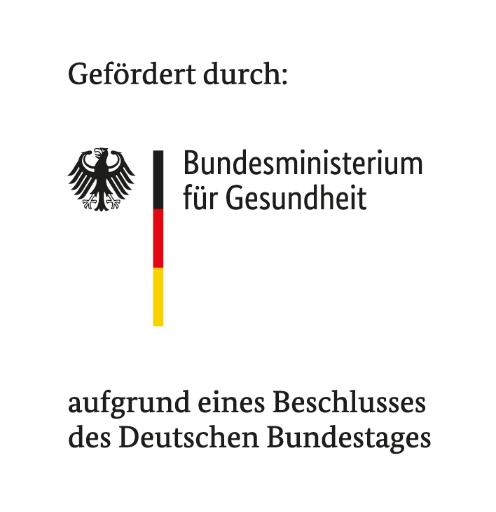 Gefördert durch:
Bundesministerium
für Gesundheit
aufgrund eines Beschlusses
des Deutschen Bundestages